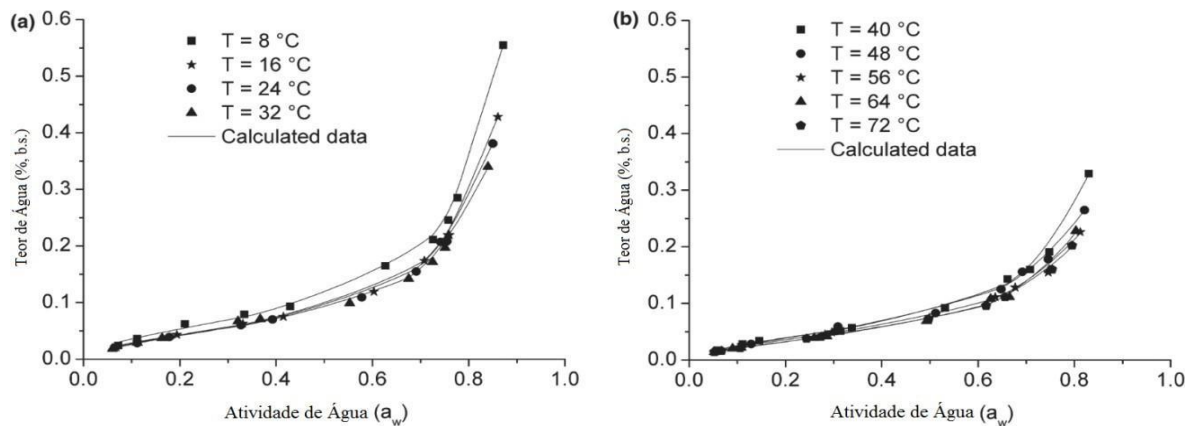 (a)
0.6
0.5
0.4
0.3
0.2
0.1
0.0
Teor de Água (%, b.s.)
T = 8 °C
T = 16 °C
T = 24 °C
T = 32 °C
Calculated data
0.0 0.2 0.4 0.6 0.8 1.0
Atividade de Água (a_w)
(b)
0.6
0.5
0.4
0.3
0.2
0.1
0.0
Teor de Água (%, b.s.)
T = 40 °C
T = 48 °C
T = 56 °C
T = 64 °C
T = 72 °C
Calculated data
0.0 0.2 0.4 0.6 0.8 1.0
Atividade de Água (a_w)